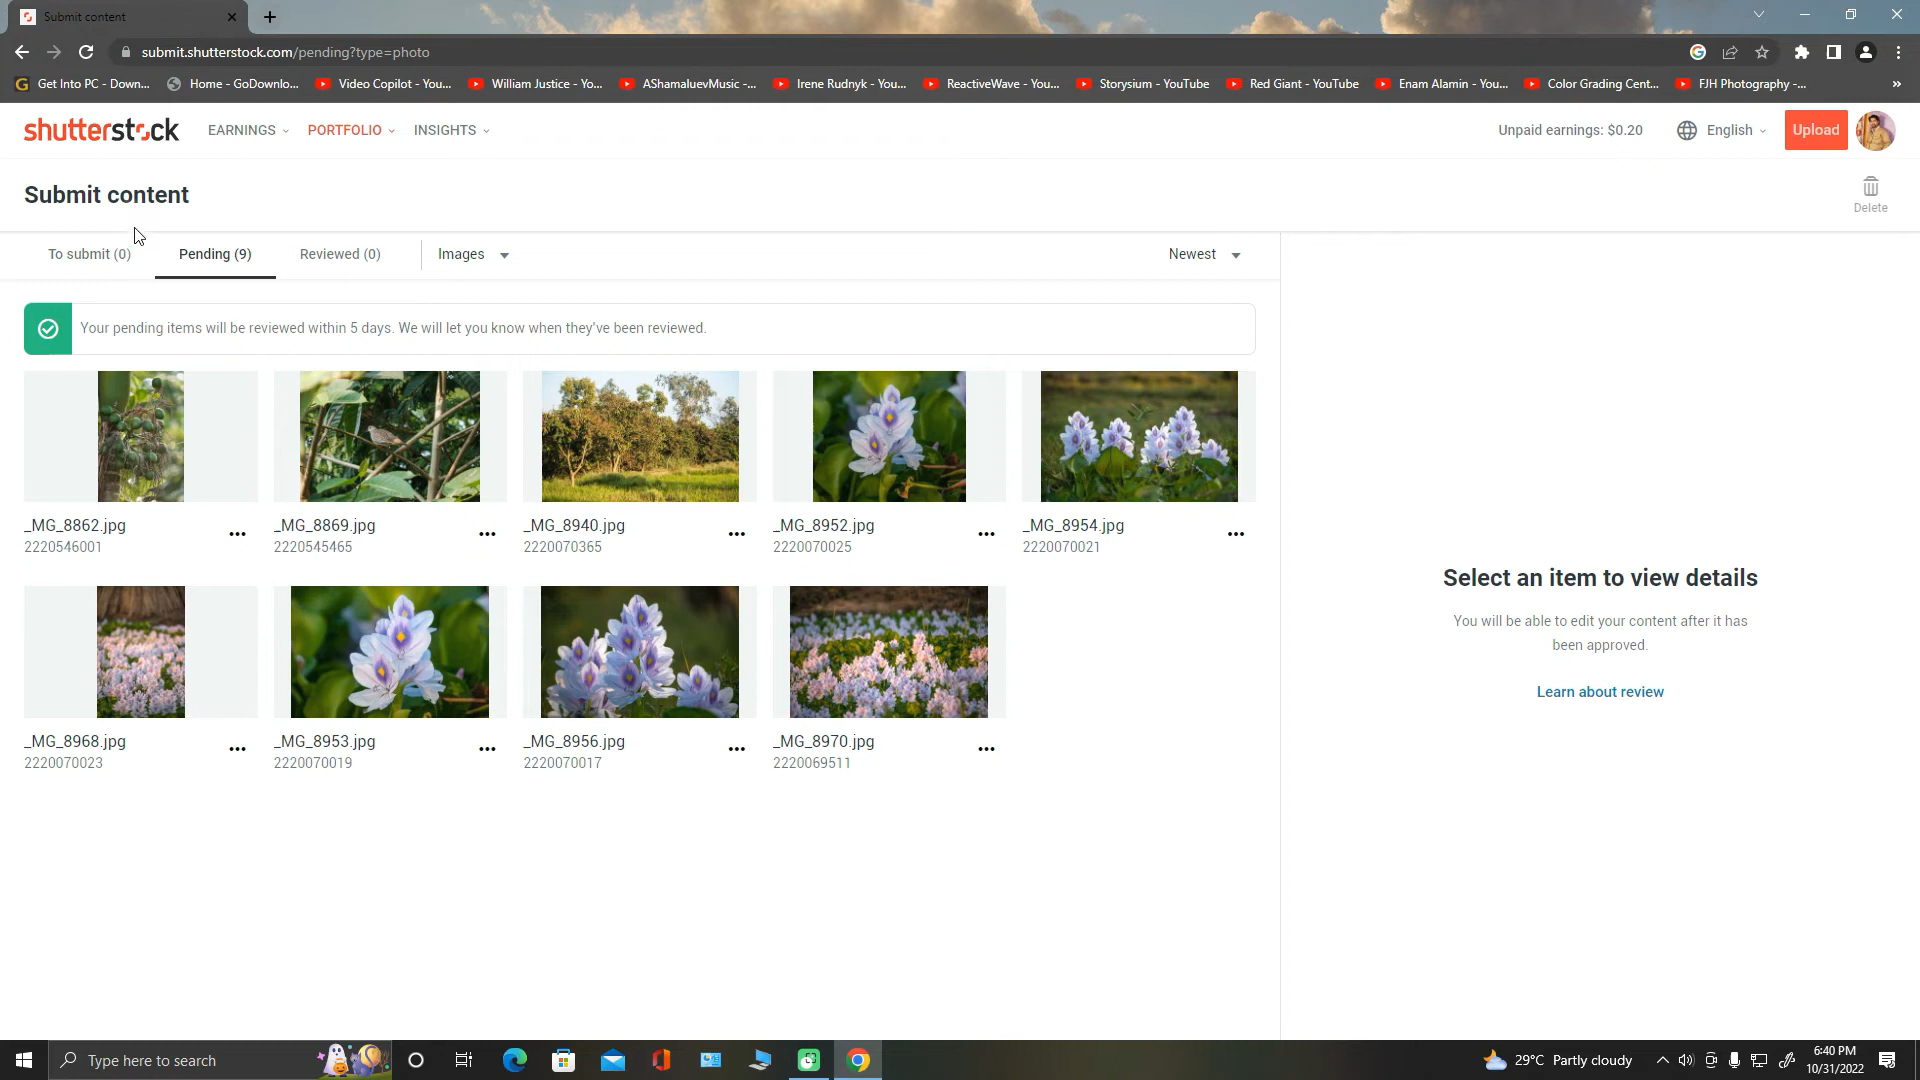 Submit content
submit.shutterstock.com/pending?type=photo
Get Into PC - Down...
Home - GoDownlo...
Video Copilot - You...
William Justice - Yo...
AShamaluevMusic -...
Irene Rudnyk - You...
ReactiveWave - You...
Storysium - YouTube
Red Giant - YouTube
Enam Alamin - You...
Color Grading Cent...
FJH Photography -...
»
shutterstock
EARNINGS
PORTFOLIO
INSIGHTS
Unpaid earnings: $0.20
English
Upload
Submit content
Delete
To submit (0)
Pending (9)
Reviewed (0)
Images
Newest
Your pending items will be reviewed within 5 days. We will let you know when they've been reviewed.
_MG_8862.jpg
2220546001
_MG_8869.jpg
2220545465
_MG_8940.jpg
2220070365
_MG_8952.jpg
2220070025
_MG_8954.jpg
2220070021
_MG_8968.jpg
2220070023
_MG_8953.jpg
2220070019
_MG_8956.jpg
2220070017
_MG_8970.jpg
2220069511
Select an item to view details
You will be able to edit your content after it has
been approved.
Learn about review
Type here to search
29°C Partly cloudy
6:40 PM
10/31/2022